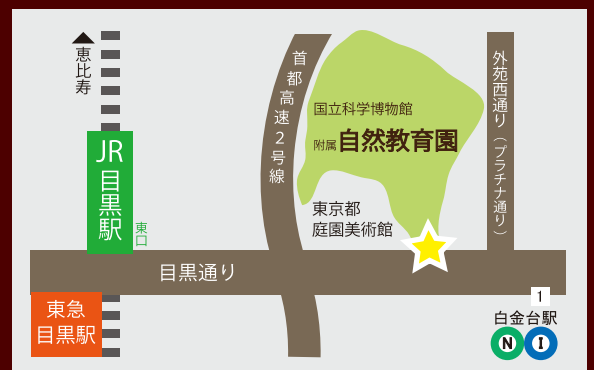 恵比寿
JR
目黒駅
東口
首都高速2号線
国立科学博物館
附属自然教育園
東京都
庭園美術館
外苑西通り(プラチナ通り)
目黒通り
東急
目黒駅
1
白金台駅
N I